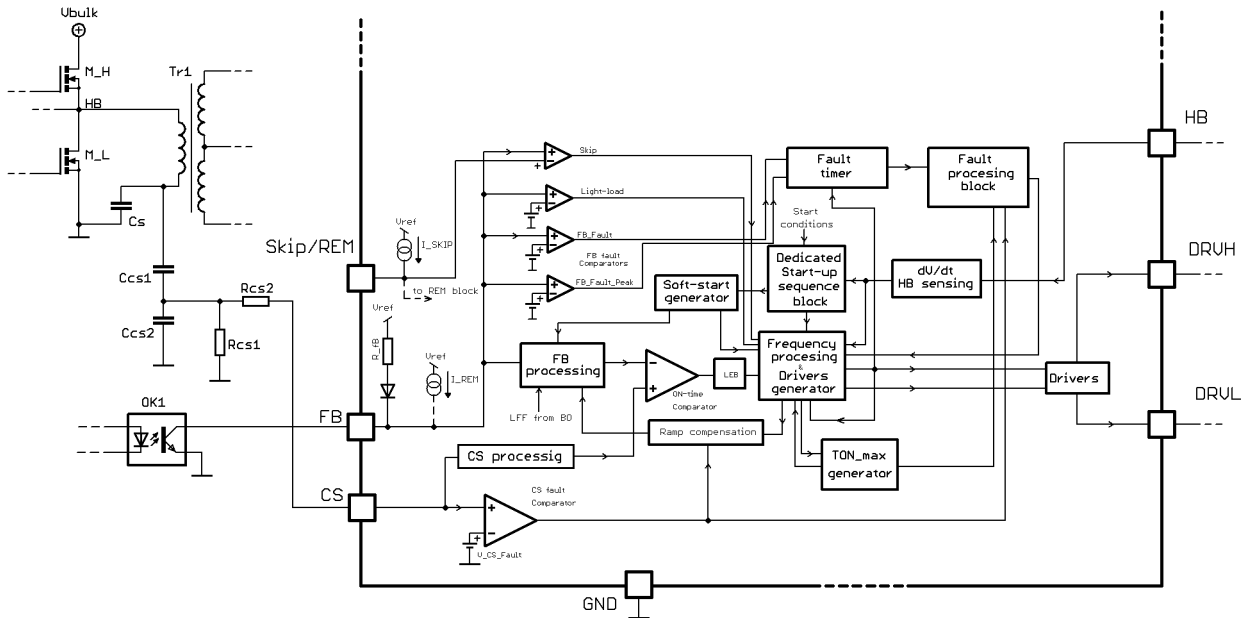 Vbulk
M_H
Tr1
HB
M_L
Cs
Ccs1
Rcs2
Ccs2
Rcs1
OK1
Skip/REM
Vref
I_SKIP
to REM block
Vref
R_fB
Vref
I_REM
FB
CS
GND
HB
DRVH
DRVL
Skip
Light-load
FB_Fault
FB fault
Comparators
FB_Fault_Peak
Fault
timer
Fault
procesing
block
Start
conditions
Dedicated
Start-up
sequence
block
dV/dt
HB sensing
Soft-start
generator
FB
processing
LFF from BO
ON-time
Comparator
LEB
Frequency
procesing
&
Drivers
generator
Drivers
Ramp compensation
CS processig
TON_max
generator
CS fault
Comparator
V_CS_Fault